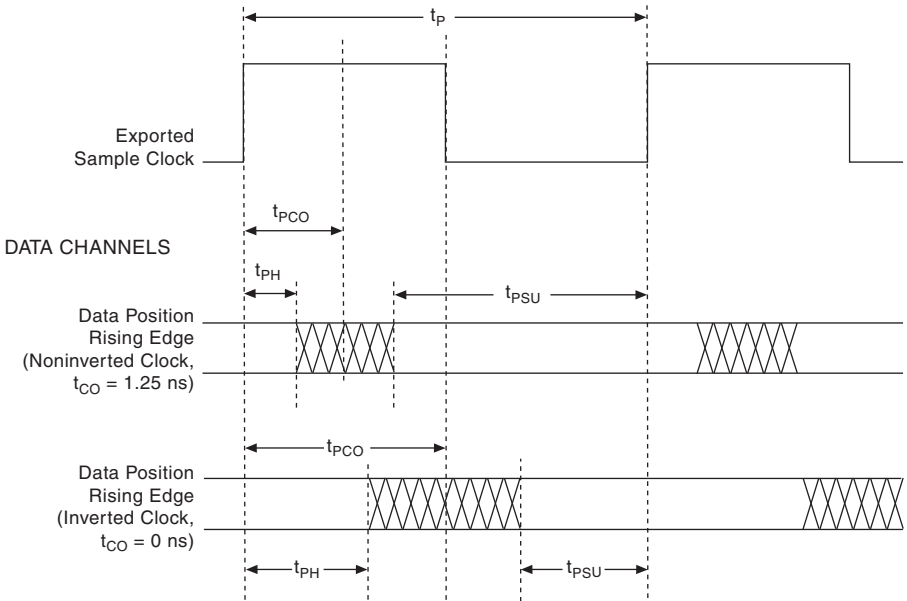 tP
Exported
Sample Clock
tPCO
DATA CHANNELS
tPH
tPSU
Data Position
Rising Edge
(Noninverted Clock,
tCO = 1.25 ns)
tPCO
Data Position
Rising Edge
(Inverted Clock,
tCO = 0 ns)
tPH
tPSU